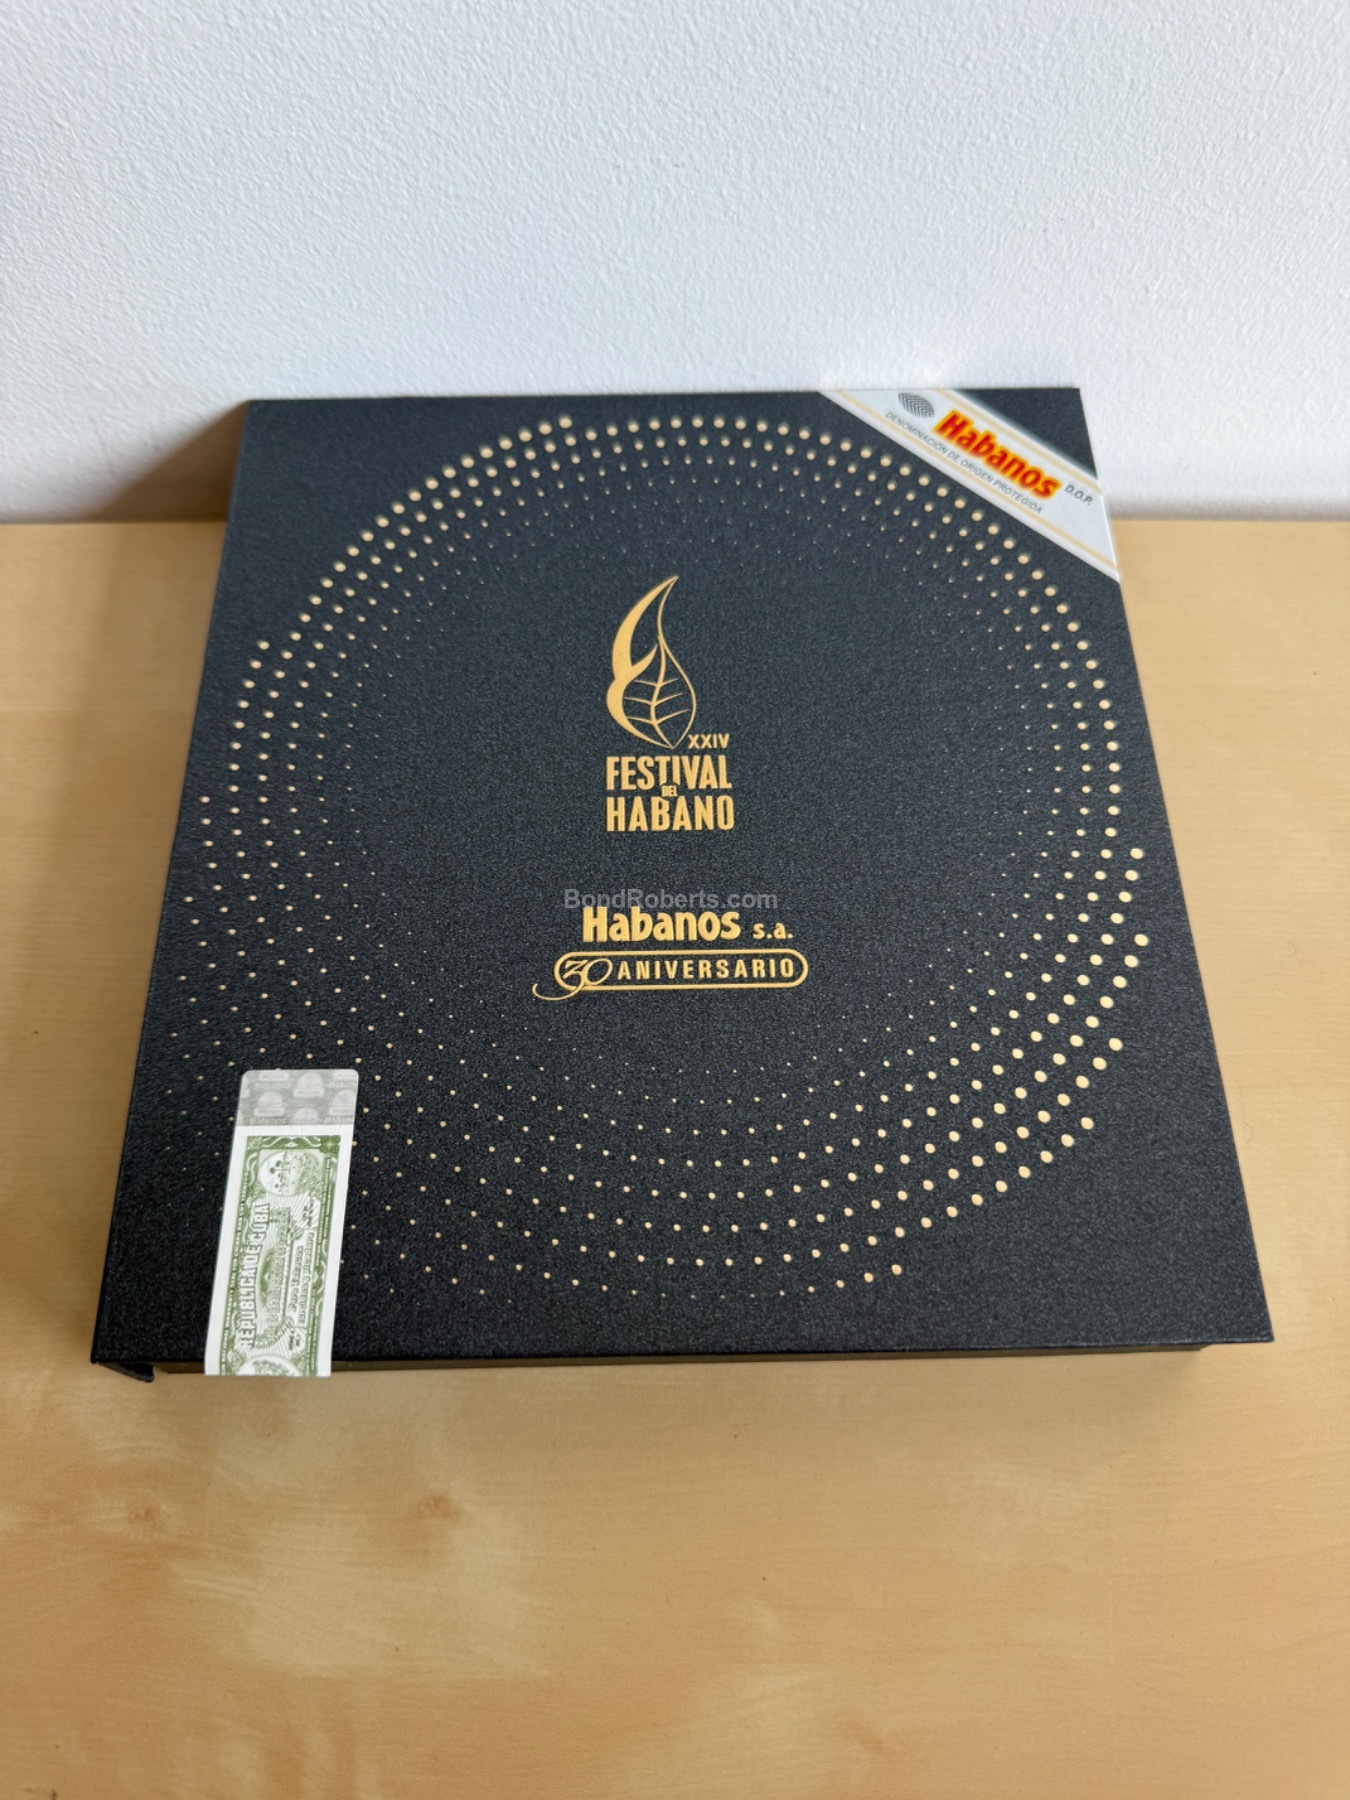 Habanos D.O.P.
DENOMINACIÓN DE ORIGEN PROTEGIDA
XXIV
FESTIVAL
DEL
HABANO
BondRoberts.com
Habanos s.a.
30 ANIVERSARIO
REPUBLICA DE CUBA